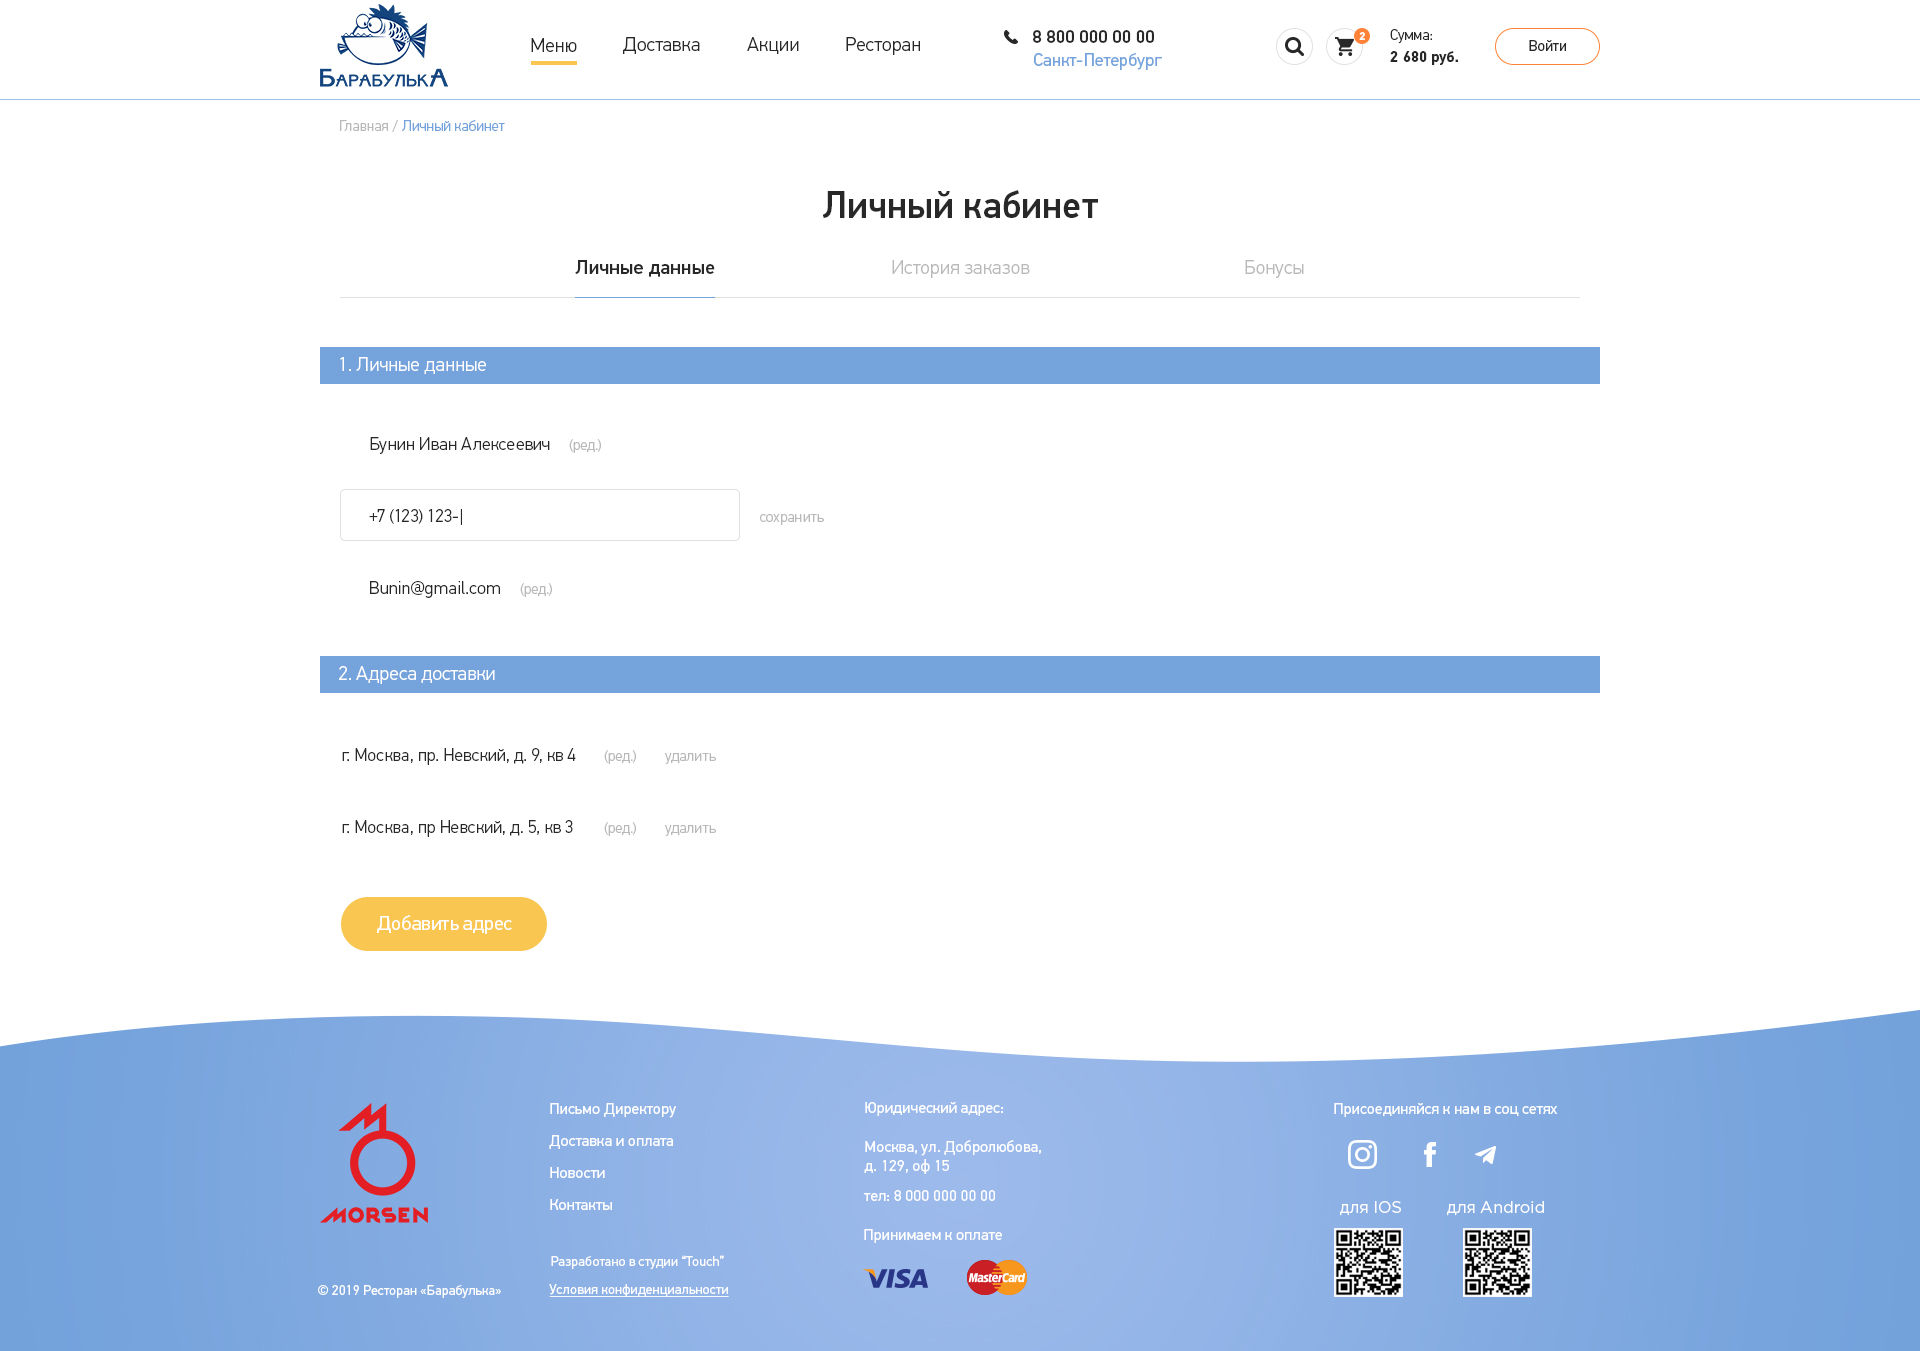 БАРАБУЛЬКА
Меню
Доставка
Акции
Ресторан
8 800 000 00 00
Санкт-Петербург
2
Сумма:
2 680 руб.
Войти
Главная / Личный кабинет
Личный кабинет
Личные данные
История заказов
Бонусы
1. Личные данные
Бунин Иван Алексеевич (ред.)
+7 (123) 123-| сохранить
Bunin@gmail.com (ред.)
2. Адреса доставки
г. Москва, пр. Невский, д. 9, кв 4 (ред.) удалить
г. Москва, пр Невский, д. 5, кв 3 (ред.) удалить
Добавить адрес
MORSEN
© 2019 Ресторан «Барабулька»
Письмо Директору
Доставка и оплата
Новости
Контакты
Разработано в студии “Touch”
Условия конфиденциальности
Юридический адрес:
Москва, ул. Добролюбова,
д. 129, оф 15
тел: 8 000 000 00 00
Принимаем к оплате
VISA
MasterCard
Присоединяйся к нам в соц сетях
для IOS
для Android